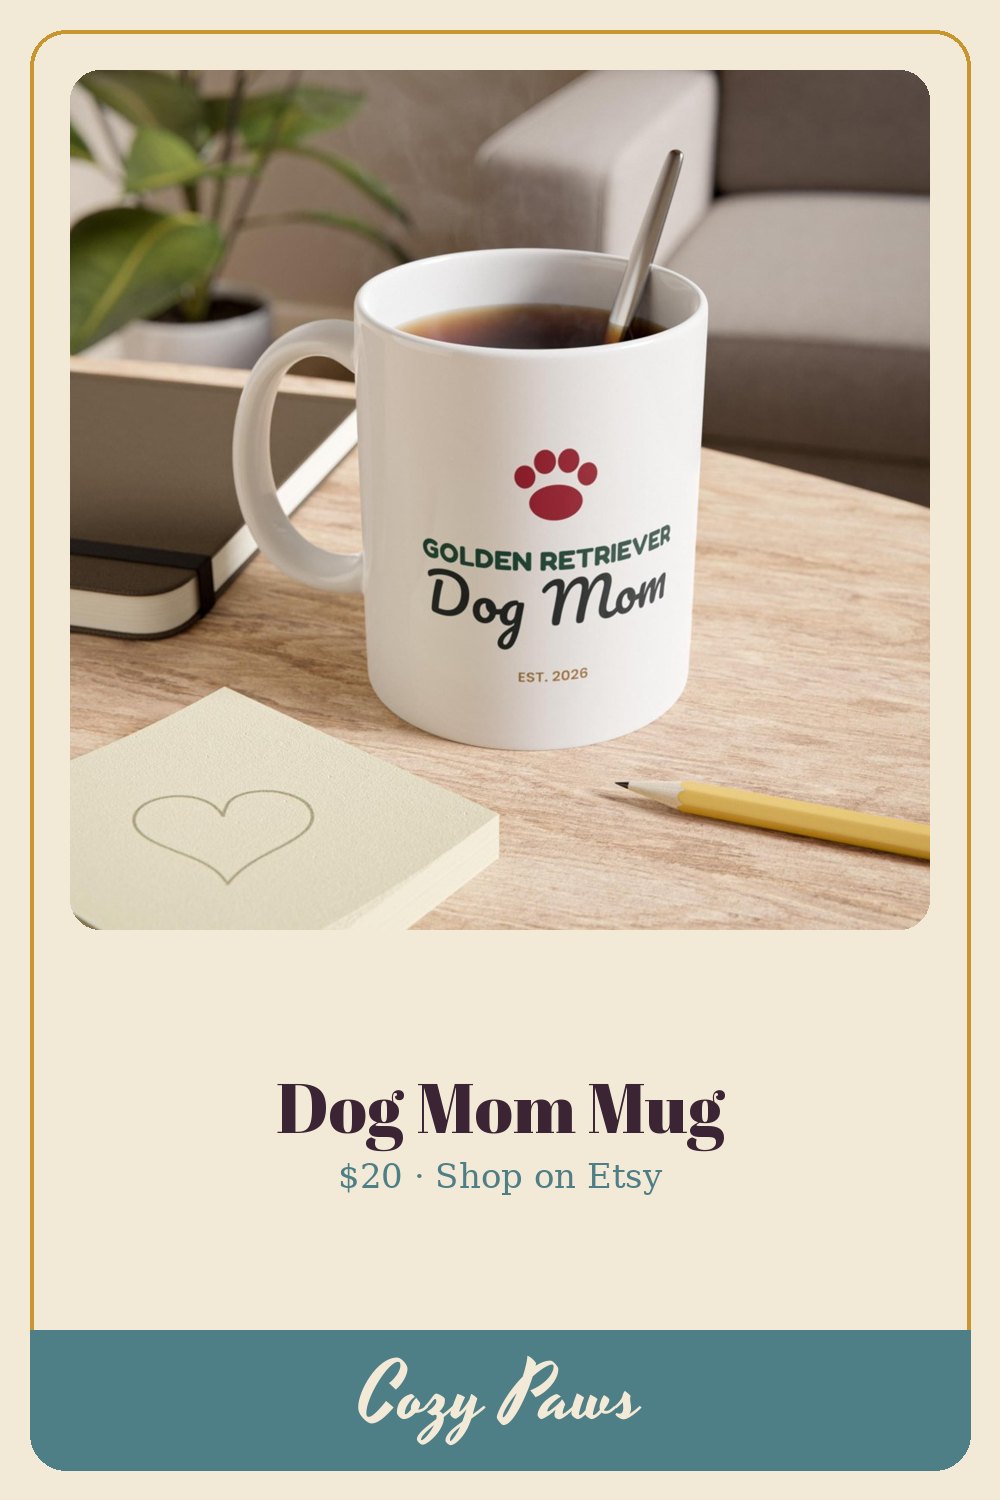 GOLDEN RETRIEVER
Dog Mom
EST. 2026
Dog Mom Mug
$20 · Shop on Etsy
Cozy Paws